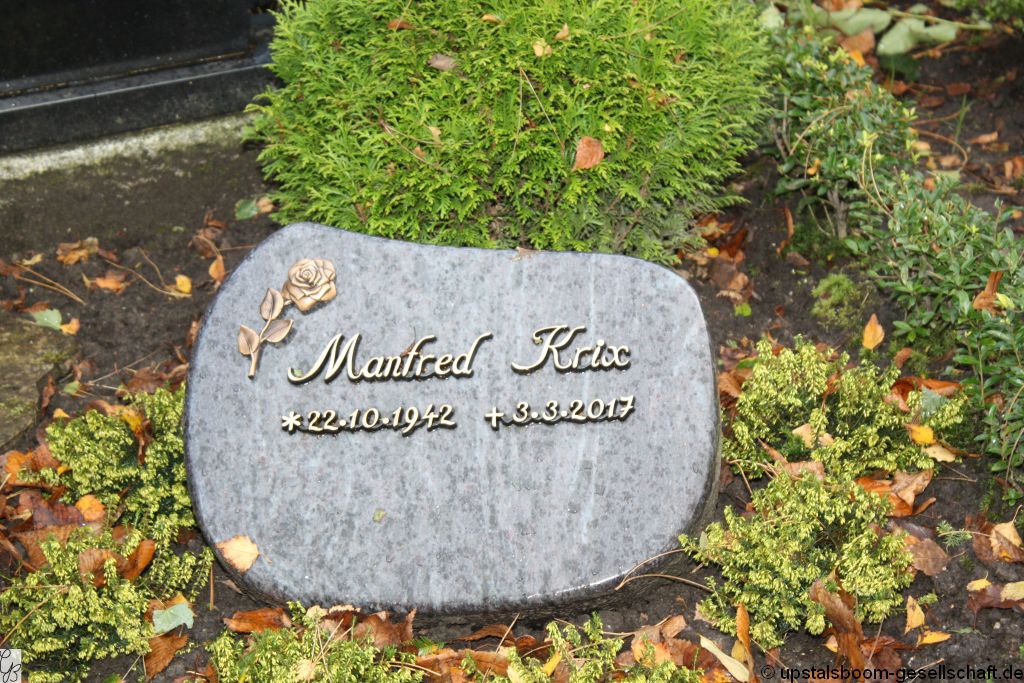 Manfred Krix
*22.10.1942 +3.3.2017
© upstalsboom-gesellschaft.de